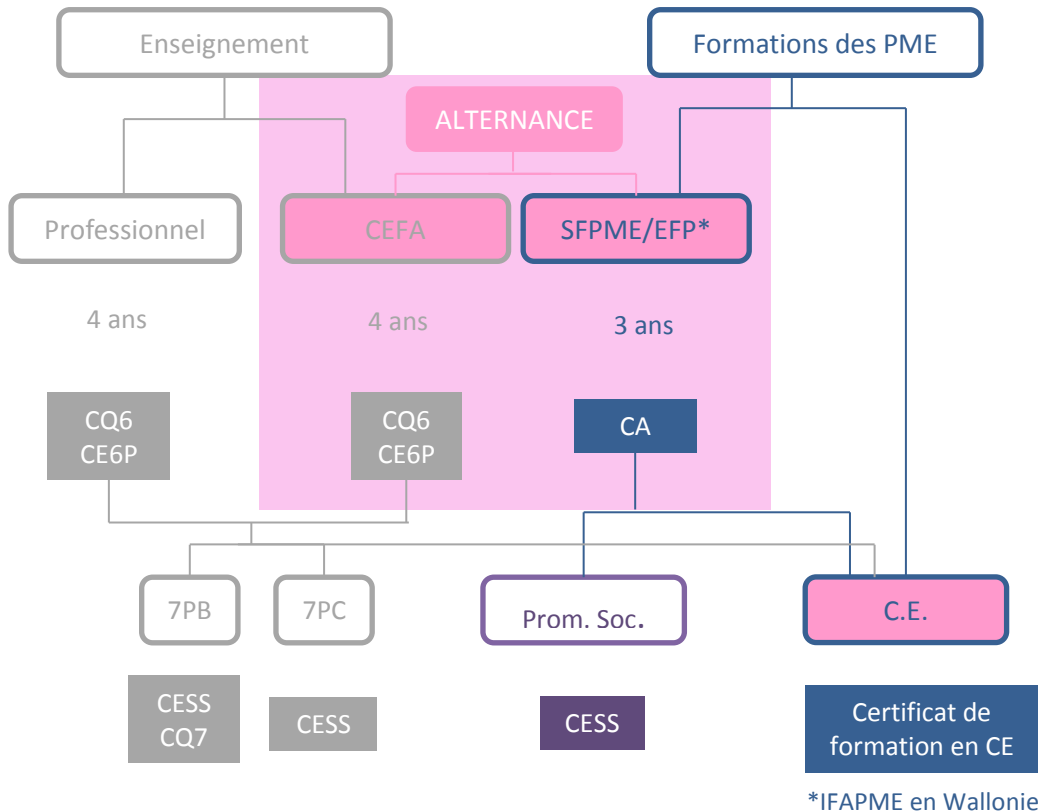 Enseignement
Formations des PME
ALTERNANCE
Professionnel
CEFA
SFPME/EFP*
4 ans
4 ans
3 ans
CQ6
CE6P
CQ6
CE6P
CA
7PB
7PC
Prom. Soc.
C.E.
CESS
CQ7
CESS
CESS
Certificat de
formation en CE
*IFAPME en Wallonie